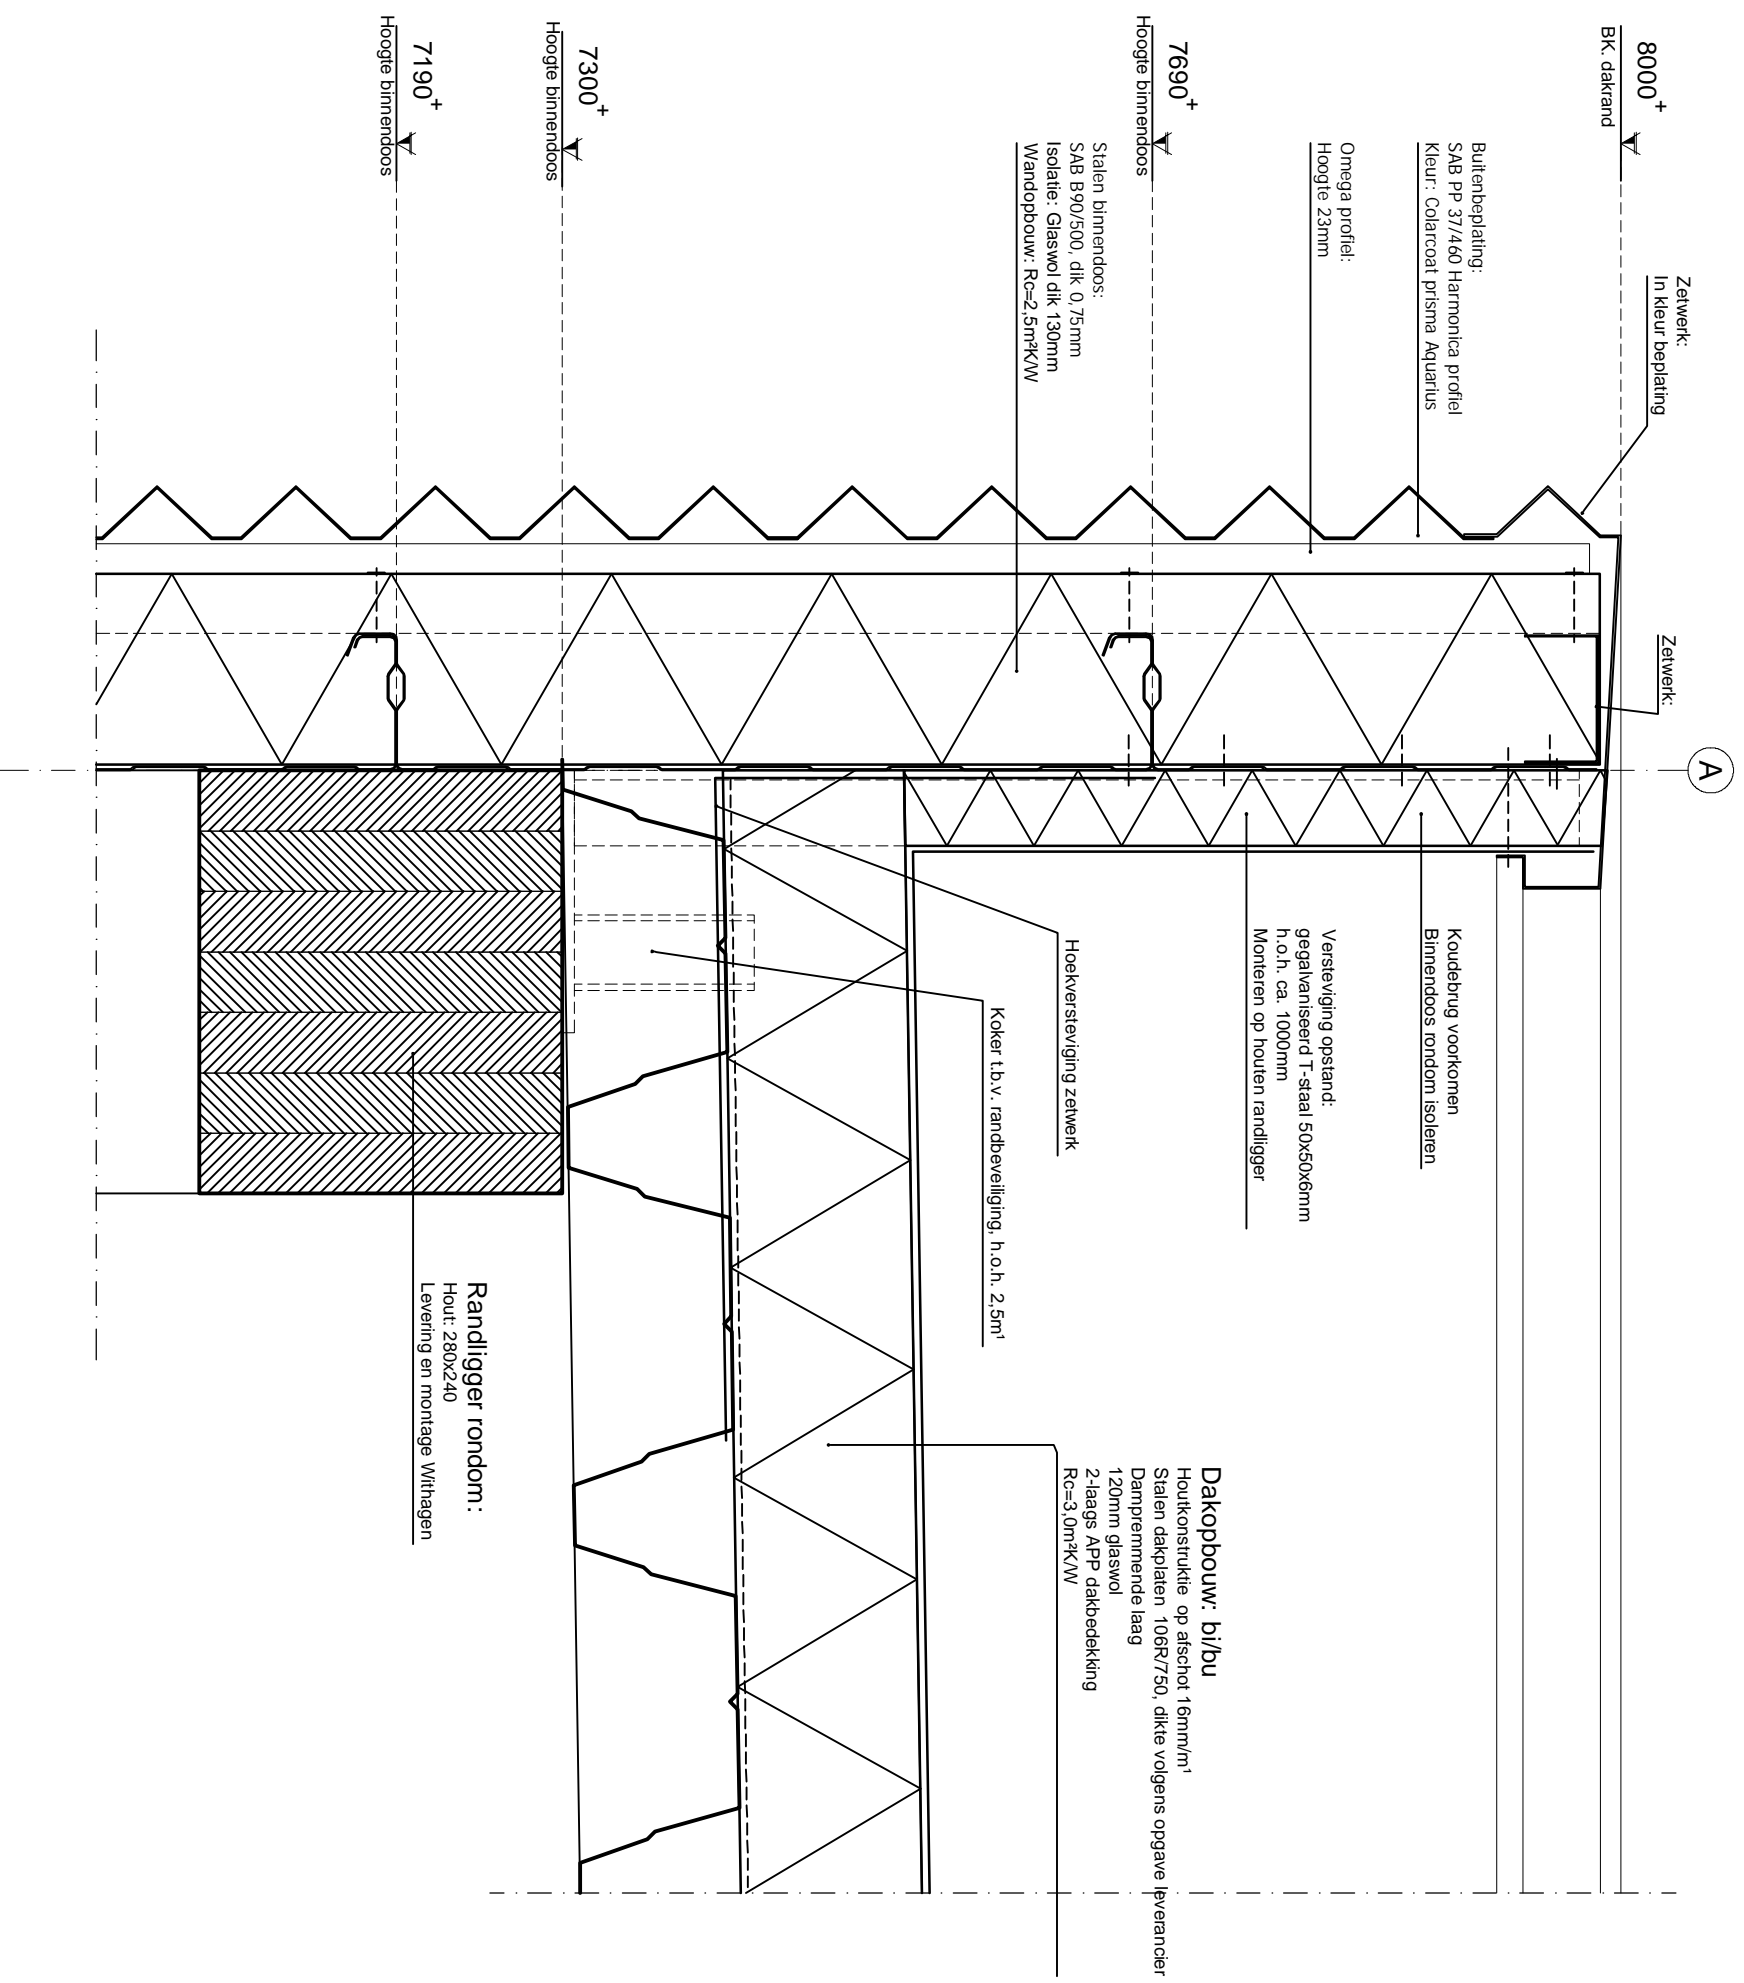 8000+
BK. dakrand
7690+
Hoogte binnendoos
7300+
Hoogte binnendoos
7190+
Hoogte binnendoos
Zetwerk:
In kleur beplating
Buitenbeplating:
SAB PP 37/460 Harmonica profiel
Kleur: Colarcoat prisma Aquarius
Omega profiel:
Hoogte 23mm
Stalen binnendoos:
SAB B90/500, dik 0,75mm
Isolatie: Glaswol dik 130mm
Wandopbouw: Rc=2,5m²K/W
Zetwerk:
A
Koudebrug voorkomen
Binnendoos rondom isoleren
Versteviging opstand:
gegalvaniseerd T-staal 50x50x6mm
h.o.h. ca. 1000mm
Monteren op houten randligger
Hoekversteviging zetwerk
Koker t.b.v. randbeveiliging, h.o.h. 2,5m¹
Dakopbouw: bi/bu
Houtkonstruktie op afschot 16mm/m¹
Stalen dakplaten 106R/750, dikte volgens opgave leverancier
Dampremmende laag
120mm glaswol
2-laags APP dakbedekking
Rc=3,0m²K/W
Randligger rondom:
Hout: 280x240
Levering en montage Withagen